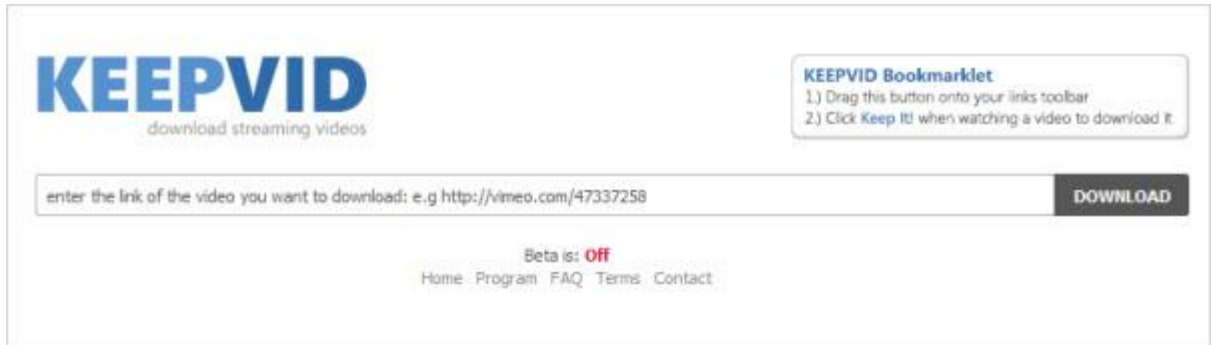 KEEPVID
download streaming videos
KEEPVID Bookmarklet
1.) Drag this button onto your links toolbar
2.) Click Keep It! when watching a video to download it
enter the link of the video you want to download: e.g http://vimeo.com/47337258
DOWNLOAD
Beta is: Off
Home Program FAQ Terms Contact